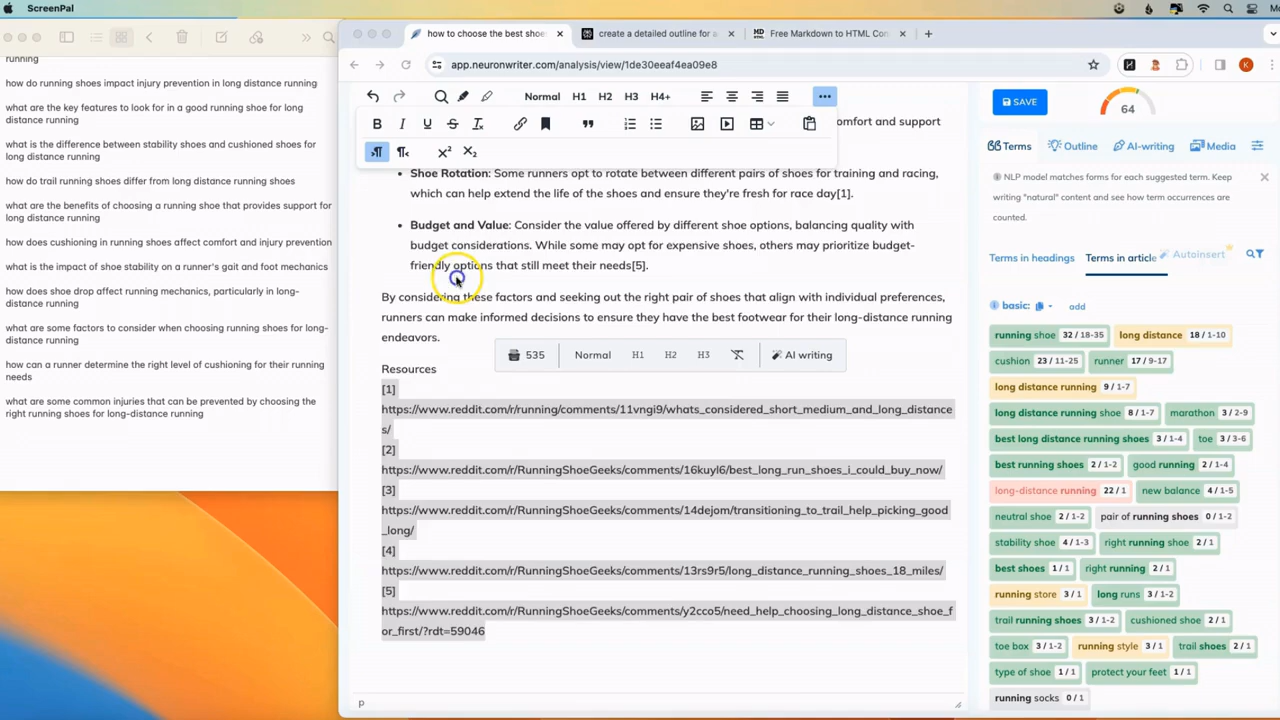 ScreenPal
running
how do running shoes impact injury prevention in long distance running
what are the key features to look for in a good running shoe for long
distance running
what is the difference between stability shoes and cushioned shoes for
long distance running
how do trail running shoes differ from long distance running shoes
what are the benefits of choosing a running shoe that provides support for
long distance running
how does cushioning in running shoes affect comfort and injury prevention
what is the impact of shoe stability on a runner's gait and foot mechanics
how does shoe drop affect running mechanics, particularly in long-
distance running
what are some factors to consider when choosing running shoes for long-
distance running
how can a runner determine the right level of cushioning for their running
needs
what are some common injuries that can be prevented by choosing the
right running shoes for long-distance running
how to choose the best shoe
create a detailed outline for a
Free Markdown to HTML Con
app.neuronwriter.com/analysis/view/1de30eeaf4ea09e8
K
Normal H1 H2 H3 H4+
omfort and support
Shoe Rotation: Some runners opt to rotate between different pairs of shoes for training and racing,
which can help extend the life of the shoes and ensure they're fresh for race day[1].
Budget and Value: Consider the value offered by different shoe options, balancing quality with
budget considerations. While some may opt for expensive shoes, others may prioritize budget-
friendly options that still meet their needs[5].
By considering these factors and seeking out the right pair of shoes that align with individual preferences,
runners can make informed decisions to ensure they have the best footwear for their long-distance running
endeavors.
535 Normal H1 H2 H3 AI writing
Resources
[1]
https://www.reddit.com/r/running/comments/11vngi9/whats_considered_short_medium_and_long_distance
s/
[2]
https://www.reddit.com/r/RunningShoeGeeks/comments/16kuyl6/best_long_run_shoes_i_could_buy_now/
[3]
https://www.reddit.com/r/RunningShoeGeeks/comments/14dejom/transitioning_to_trail_help_picking_good
_long/
[4]
https://www.reddit.com/r/RunningShoeGeeks/comments/13rs9r5/long_distance_running_shoes_18_miles/
[5]
https://www.reddit.com/r/RunningShoeGeeks/comments/y2cco5/need_help_choosing_long_distance_shoe_f
or_first/?rdt=59046
p
SAVE 64
Terms Outline AI-writing Media
NLP model matches forms for each suggested term. Keep
writing "natural" content and see how term occurrences are
counted.
Terms in headings Terms in article Autoinsert
basic: add
running shoe 32 / 18-35 long distance 18 / 1-10
cushion 23 / 11-25 runner 17 / 9-17
long distance running 9 / 1-7
long distance running shoe 8 / 1-7 marathon 3 / 2-9
best long distance running shoes 3 / 1-4 toe 3 / 3-6
best running shoes 2 / 1-2 good running 2 / 1-4
long-distance running 22 / 1 new balance 4 / 1-5
neutral shoe 2 / 1-2 pair of running shoes 0 / 1-2
stability shoe 4 / 1-3 right running shoe 2 / 1
best shoes 1 / 1 right running 2 / 1
running store 3 / 1 long runs 3 / 1-2
trail running shoes 3 / 1-2 cushioned shoe 2 / 1
toe box 3 / 1-2 running style 3 / 1 trail shoes 2 / 1
type of shoe 1 / 1 protect your feet 1 / 1
running socks 0 / 1